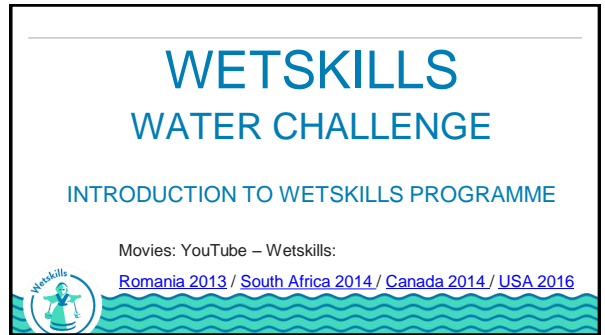 WETSKILLS
WATER CHALLENGE
INTRODUCTION TO WETSKILLS PROGRAMME
Movies: YouTube – Wetskills:
Romania 2013 / South Africa 2014 / Canada 2014 / USA 2016
Wetskills